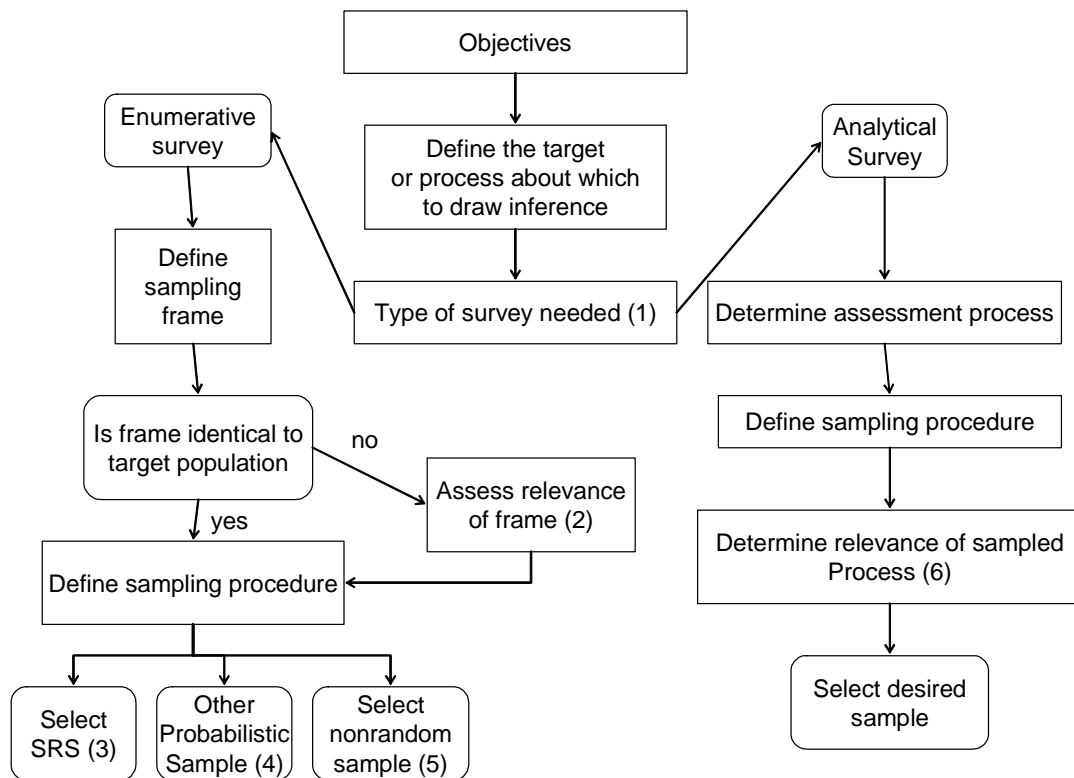 Objectives
Enumerative
survey
Analytical
Survey
Define the target
or process about which
to draw inference
Define
sampling
frame
Type of survey needed (1)
Determine assessment process
Is frame identical to
target population
no
Define sampling procedure
Assess relevance
of frame (2)
yes
Determine relevance of sampled
Process (6)
Define sampling procedure
Select
SRS (3)
Other
Probabilistic
Sample (4)
Select
nonrandom
sample (5)
Select desired
sample